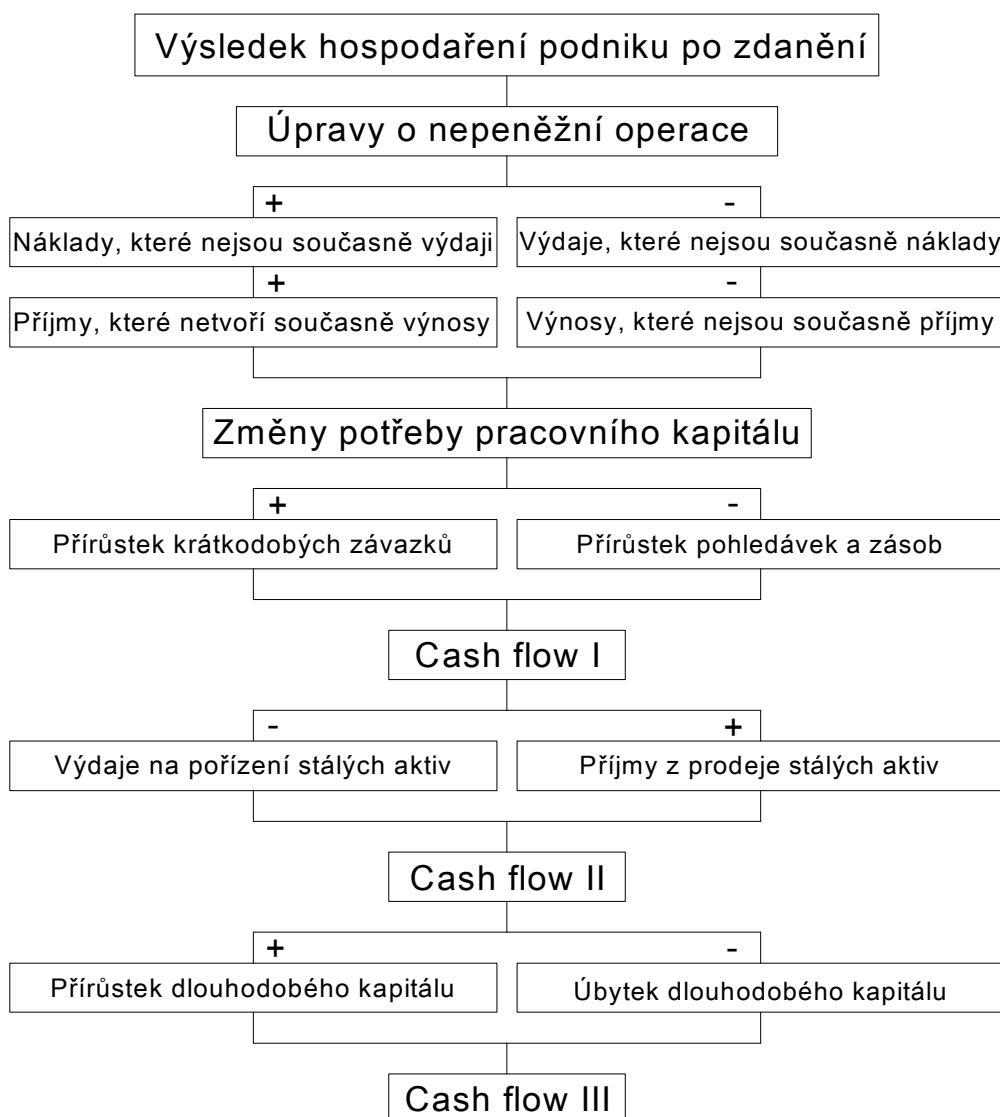 Výsledek hospodaření podniku po zdanění
Úpravy o nepeněžní operace
+ -
Náklady, které nejsou současně výdaji Výdaje, které nejsou současně náklady
+ -
Příjmy, které netvoří současně výnosy Výnosy, které nejsou současně příjmy
Změny potřeby pracovního kapitálu
+ -
Přírůstek krátkodobých závazků Přírůstek pohledávek a zásob
Cash flow I
- +
Výdaje na pořízení stálých aktiv Příjmy z prodeje stálých aktiv
Cash flow II
+ -
Přírůstek dlouhodobého kapitálu Úbytek dlouhodobého kapitálu
Cash flow III